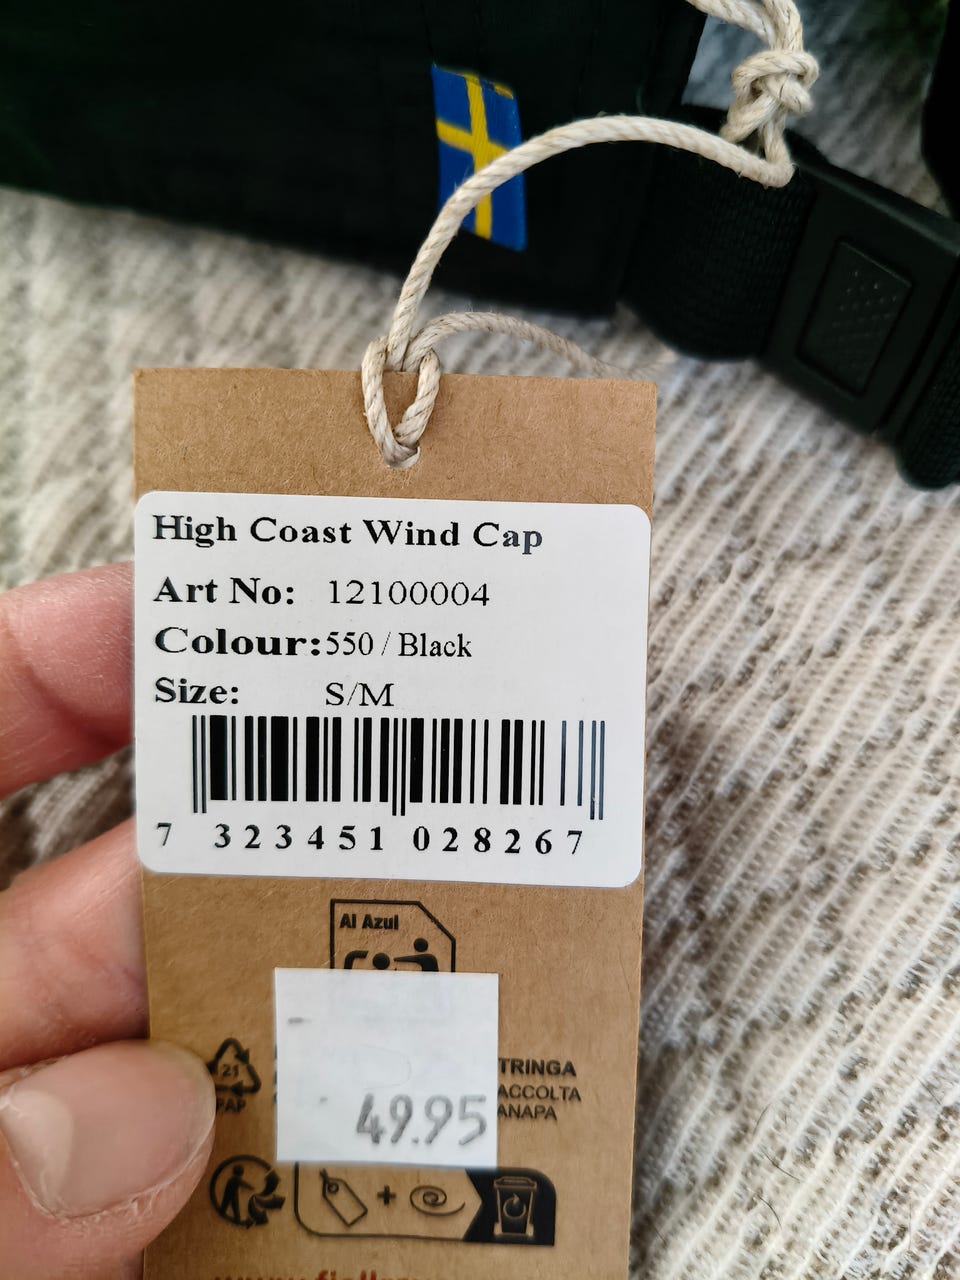 High Coast Wind Cap
Art No: 12100004
Colour: 550 / Black
Size: S/M
7 323451 028267
Al Azul
21
PAP
TRINGA
ACCOLTA
ANAPA
49.95